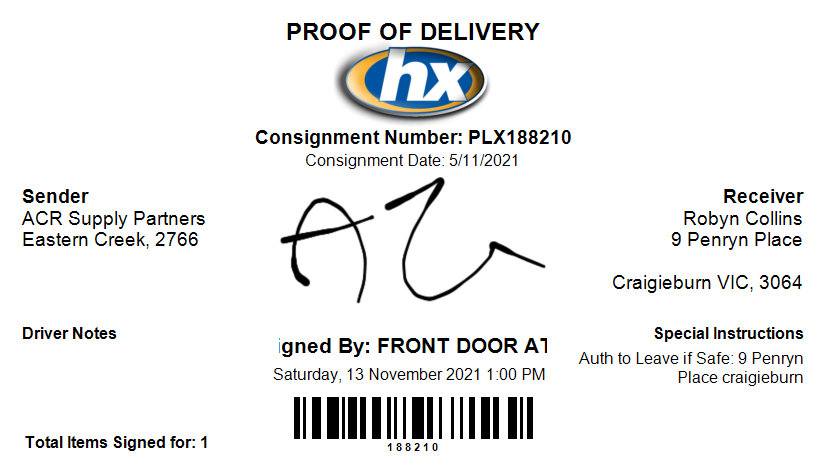 PROOF OF DELIVERY
hx
Consignment Number: PLX188210
Consignment Date: 5/11/2021
Sender
ACR Supply Partners
Eastern Creek, 2766
Receiver
Robyn Collins
9 Penryn Place
Craigieburn VIC, 3064
Driver Notes
igned By: FRONT DOOR AT
Saturday, 13 November 2021 1:00 PM
Special Instructions
Auth to Leave if Safe: 9 Penryn
Place craigieburn
188210
Total Items Signed for: 1